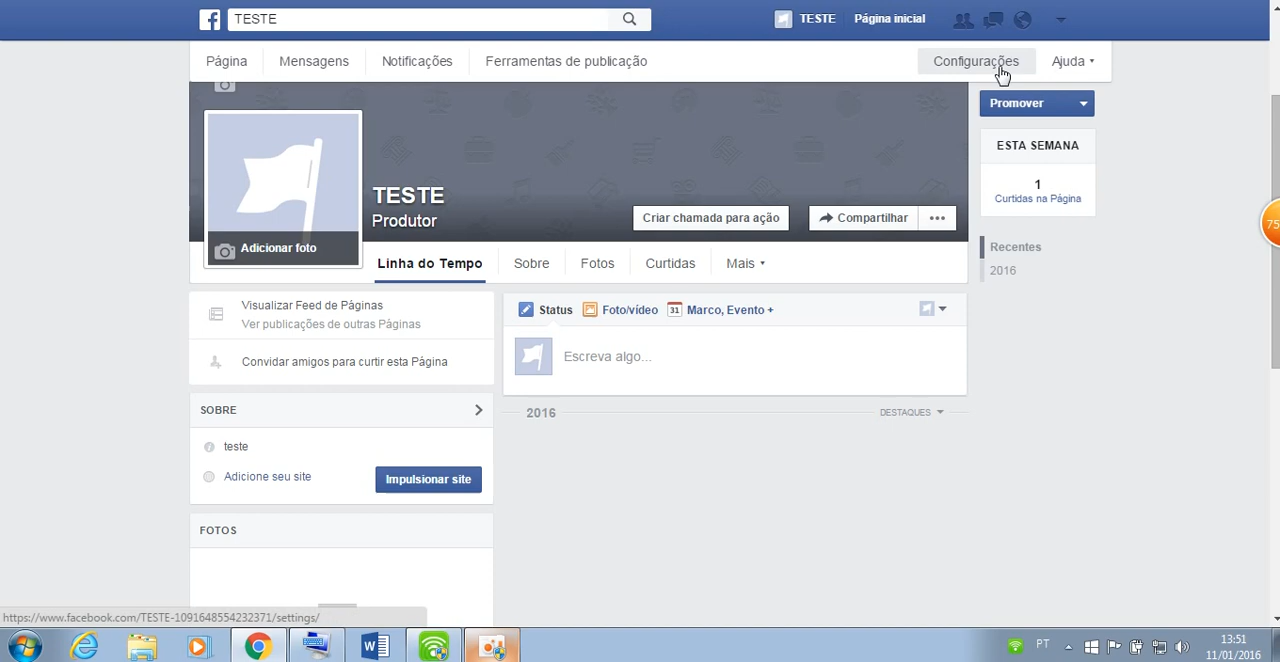 TESTE
TESTE Página inicial
Página Mensagens Notificações Ferramentas de publicação Configurações Ajuda
Promover
ESTA SEMANA
1
Curtidas na Página
Recentes
2016
TESTE
Produtor
Adicionar foto
Criar chamada para ação Compartilhar •••
Linha do Tempo Sobre Fotos Curtidas Mais
Visualizar Feed de Páginas
Ver publicações de outras Páginas
Convidar amigos para curtir esta Página
Status Foto/vídeo 31 Marco, Evento +
Escreva algo...
2016 DESTAQUES
SOBRE
teste
Adicione seu site Impulsionar site
FOTOS
75
https://www.facebook.com/TESTE-1091648554232371/settings/
PT
13:51
11/01/2016